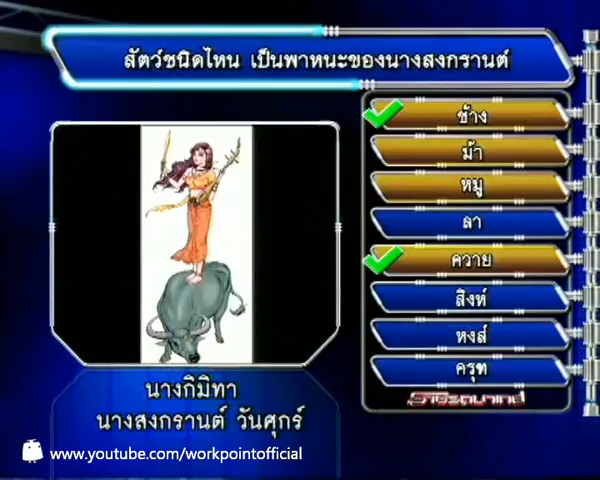 สัตว์ชนิดไหน เป็นพาหนะของนางสงกรานต์
ช้าง
ม้า
หมู
ลา
ควาย
สิงห์
หงส์
ครุฑ
นางกิมิทา
นางสงกรานต์ วันศุกร์
www.youtube.com/workpointofficial